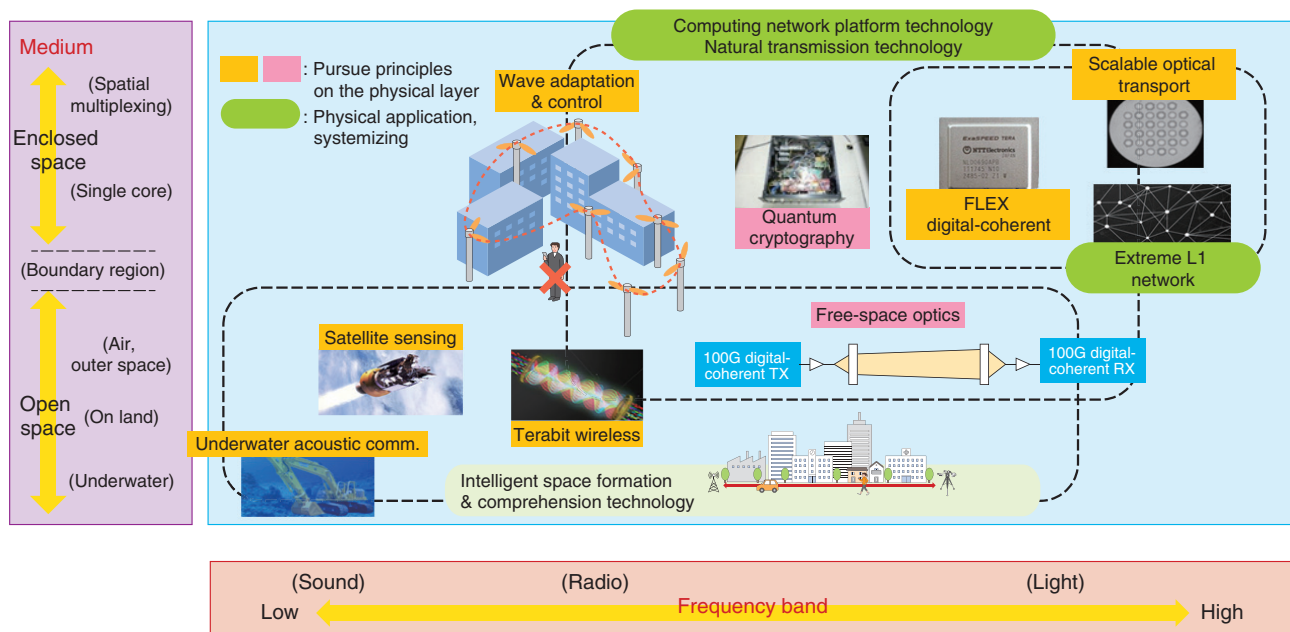 Medium
(Spatial
multiplexing)
Enclosed
space
(Single core)
(Boundary region)
(Air,
outer space)
Open
space
(On land)
(Underwater)
Computing network platform technology
Natural transmission technology
: Pursue principles
on the physical layer
: Physical application,
systemizing
Wave adaptation
& control
Quantum
cryptography
NTT Electronics
FLEX
digital-coherent
Scalable optical
transport
Extreme L1
network
Satellite sensing
Terabit wireless
Free-space optics
100G digital-
coherent TX
100G digital-
coherent RX
Underwater acoustic comm.
Intelligent space formation
& comprehension technology
(Sound)
(Radio)
(Light)
Low
Frequency band
High